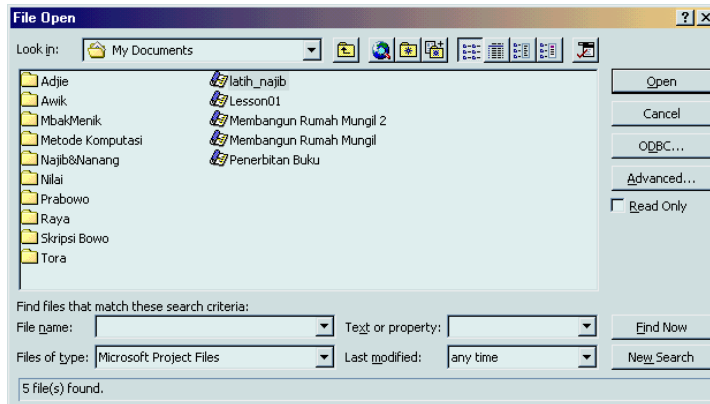 File Open
Look in: My Documents
Adjie
Awik
MbakMenik
Metode Komputasi
Najib&Nanang
Nilai
Prabowo
Raya
Skripsi Bowo
Tora
latih_najib
Lesson01
Membangun Rumah Mungil 2
Membangun Rumah Mungil
Penerbitan Buku
Open
Cancel
ODBC...
Advanced...
Read Only
Find files that match these search criteria:
File name: Text or property: Find Now
Files of type: Microsoft Project Files Last modified: any time New Search
5 file(s) found.